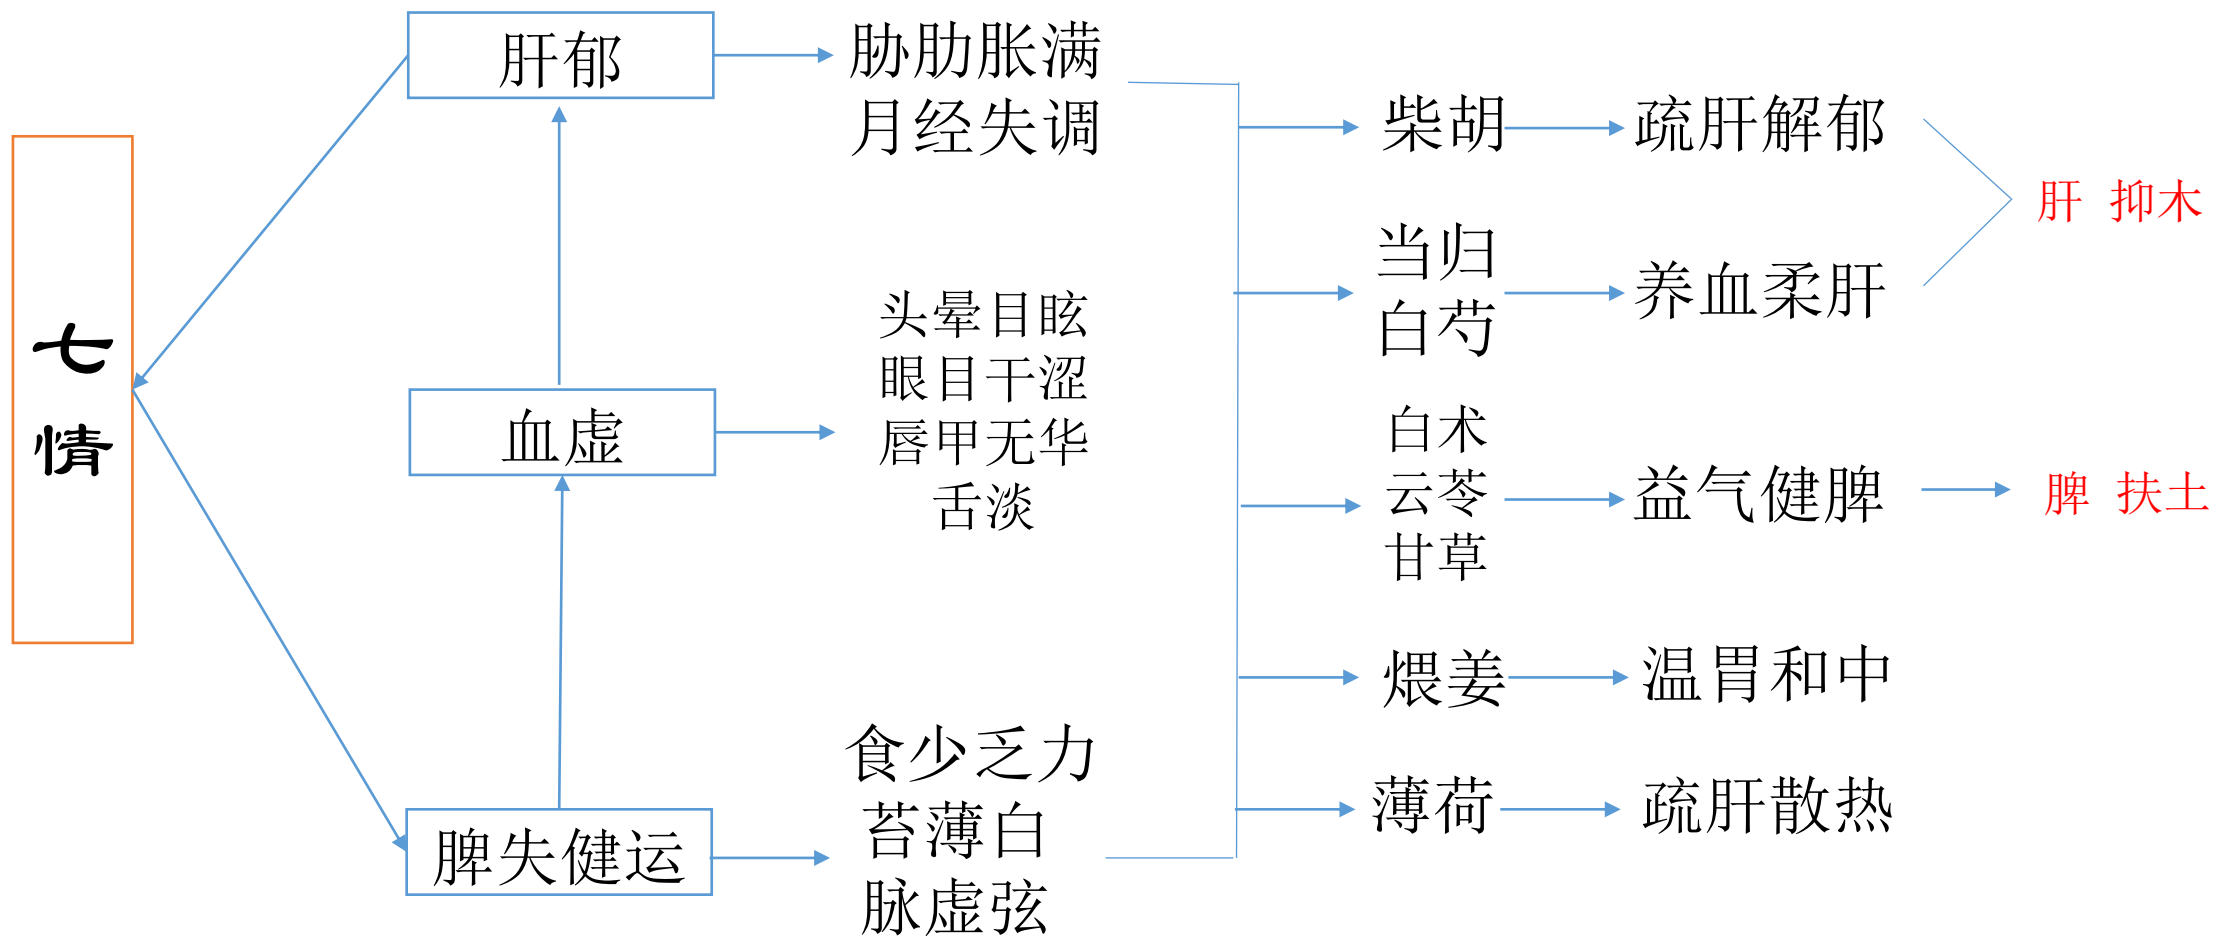 七
情
肝郁
血虚
脾失健运
胁肋胀满
月经失调
头晕目眩
眼目干涩
唇甲无华
舌淡
食少乏力
苔薄白
脉虚弦
柴胡
疏肝解郁
当归
白芍
养血柔肝
白术
云苓
甘草
益气健脾
煨姜
温胃和中
薄荷
疏肝散热
肝 抑木
脾 扶土